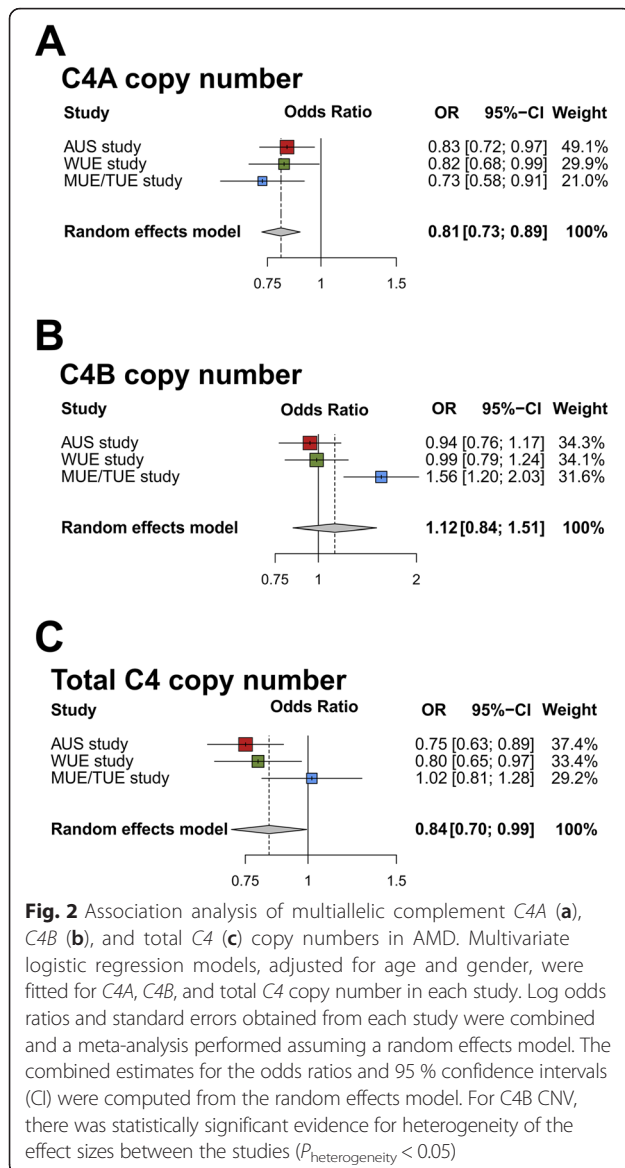 A
C4A copy number
Study Odds Ratio OR 95%−CI Weight
AUS study 0.83 [0.72; 0.97] 49.1%
WUE study 0.82 [0.68; 0.99] 29.9%
MUE/TUE study 0.73 [0.58; 0.91] 21.0%
Random effects model 0.81 [0.73; 0.89] 100%
0.75 1 1.5
B
C4B copy number
Study Odds Ratio OR 95%−CI Weight
AUS study 0.94 [0.76; 1.17] 34.3%
WUE study 0.99 [0.79; 1.24] 34.1%
MUE/TUE study 1.56 [1.20; 2.03] 31.6%
Random effects model 1.12 [0.84; 1.51] 100%
0.75 1 2
C
Total C4 copy number
Study Odds Ratio OR 95%−CI Weight
AUS study 0.75 [0.63; 0.89] 37.4%
WUE study 0.80 [0.65; 0.97] 33.4%
MUE/TUE study 1.02 [0.81; 1.28] 29.2%
Random effects model 0.84 [0.70; 0.99] 100%
0.75 1 1.5
Fig. 2 Association analysis of multiallelic complement C4A (a),
C4B (b), and total C4 (c) copy numbers in AMD. Multivariate
logistic regression models, adjusted for age and gender, were
fitted for C4A, C4B, and total C4 copy number in each study. Log odds
ratios and standard errors obtained from each study were combined
and a meta-analysis performed assuming a random effects model. The
combined estimates for the odds ratios and 95 % confidence intervals
(CI) were computed from the random effects model. For C4B CNV,
there was statistically significant evidence for heterogeneity of the
effect sizes between the studies (Pheterogeneity < 0.05)